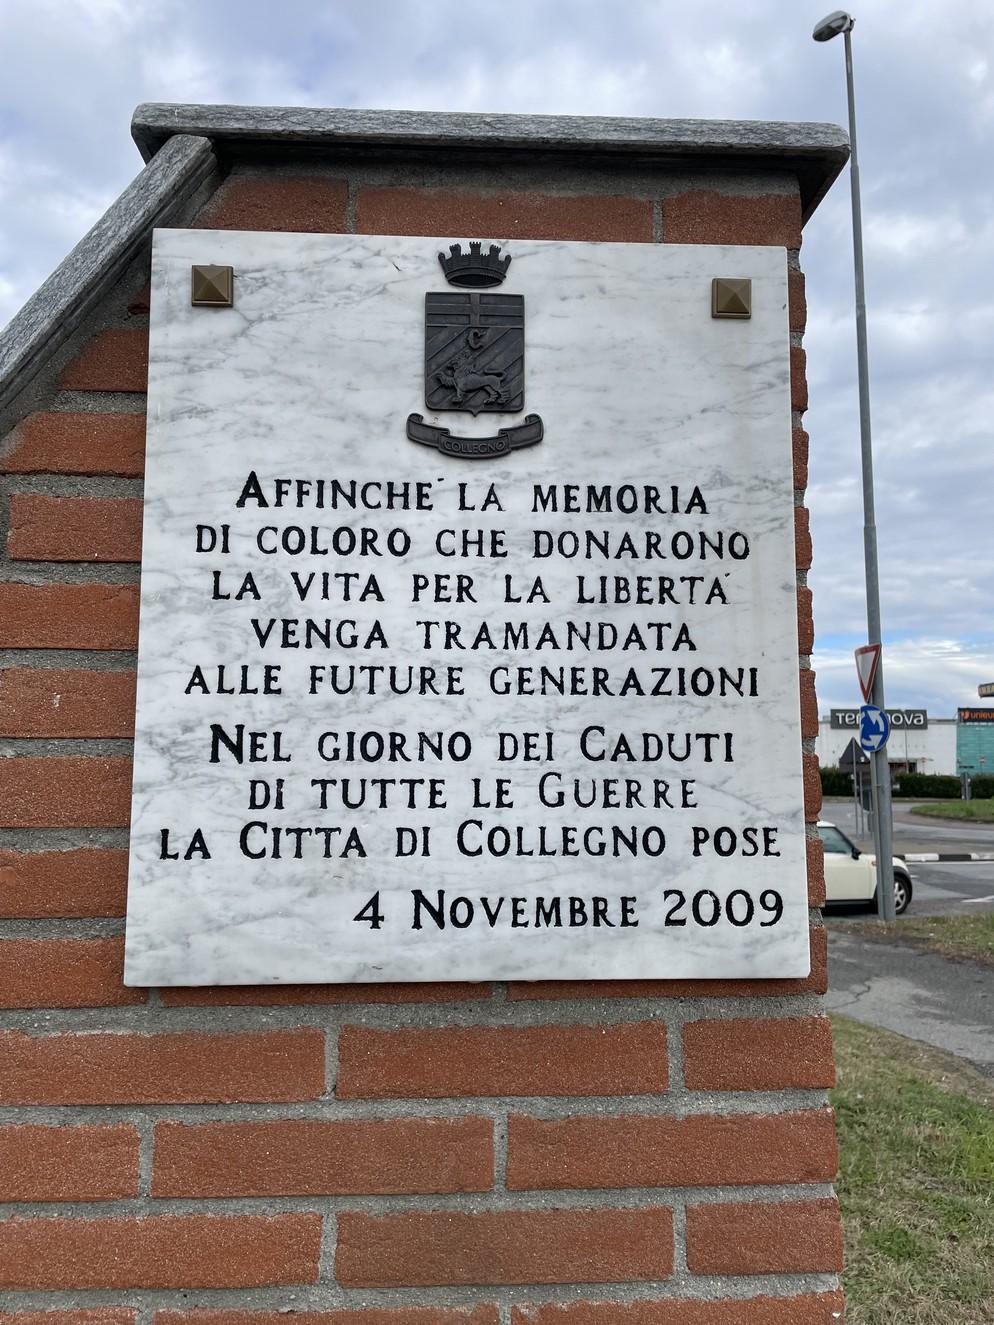 COLLEGNO
AFFINCHE´ LA MEMORIA
DI COLORO CHE DONARONO
LA VITA PER LA LIBERTA´
VENGA TRAMANDATA
ALLE FUTURE GENERAZIONI
NEL GIORNO DEI CADUTI
DI TUTTE LE GUERRE
LA CITTA DI COLLEGNO POSE
4 NOVEMBRE 2009
unieu